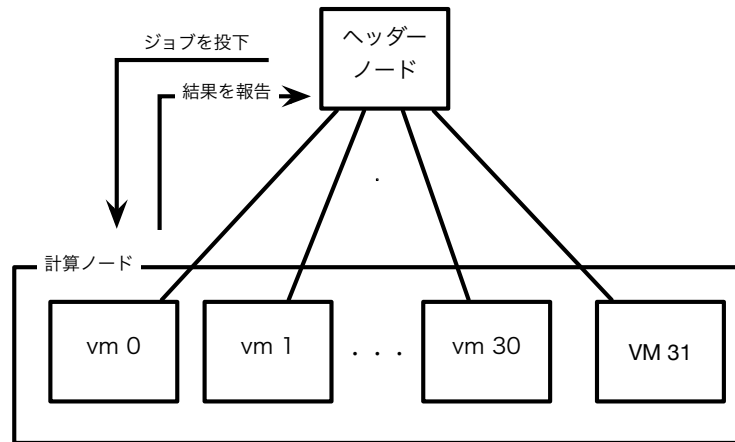 ジョブを投下
ヘッダー
ノード
結果を報告
計算ノード
vm 0
vm 1
. . .
vm 30
VM 31